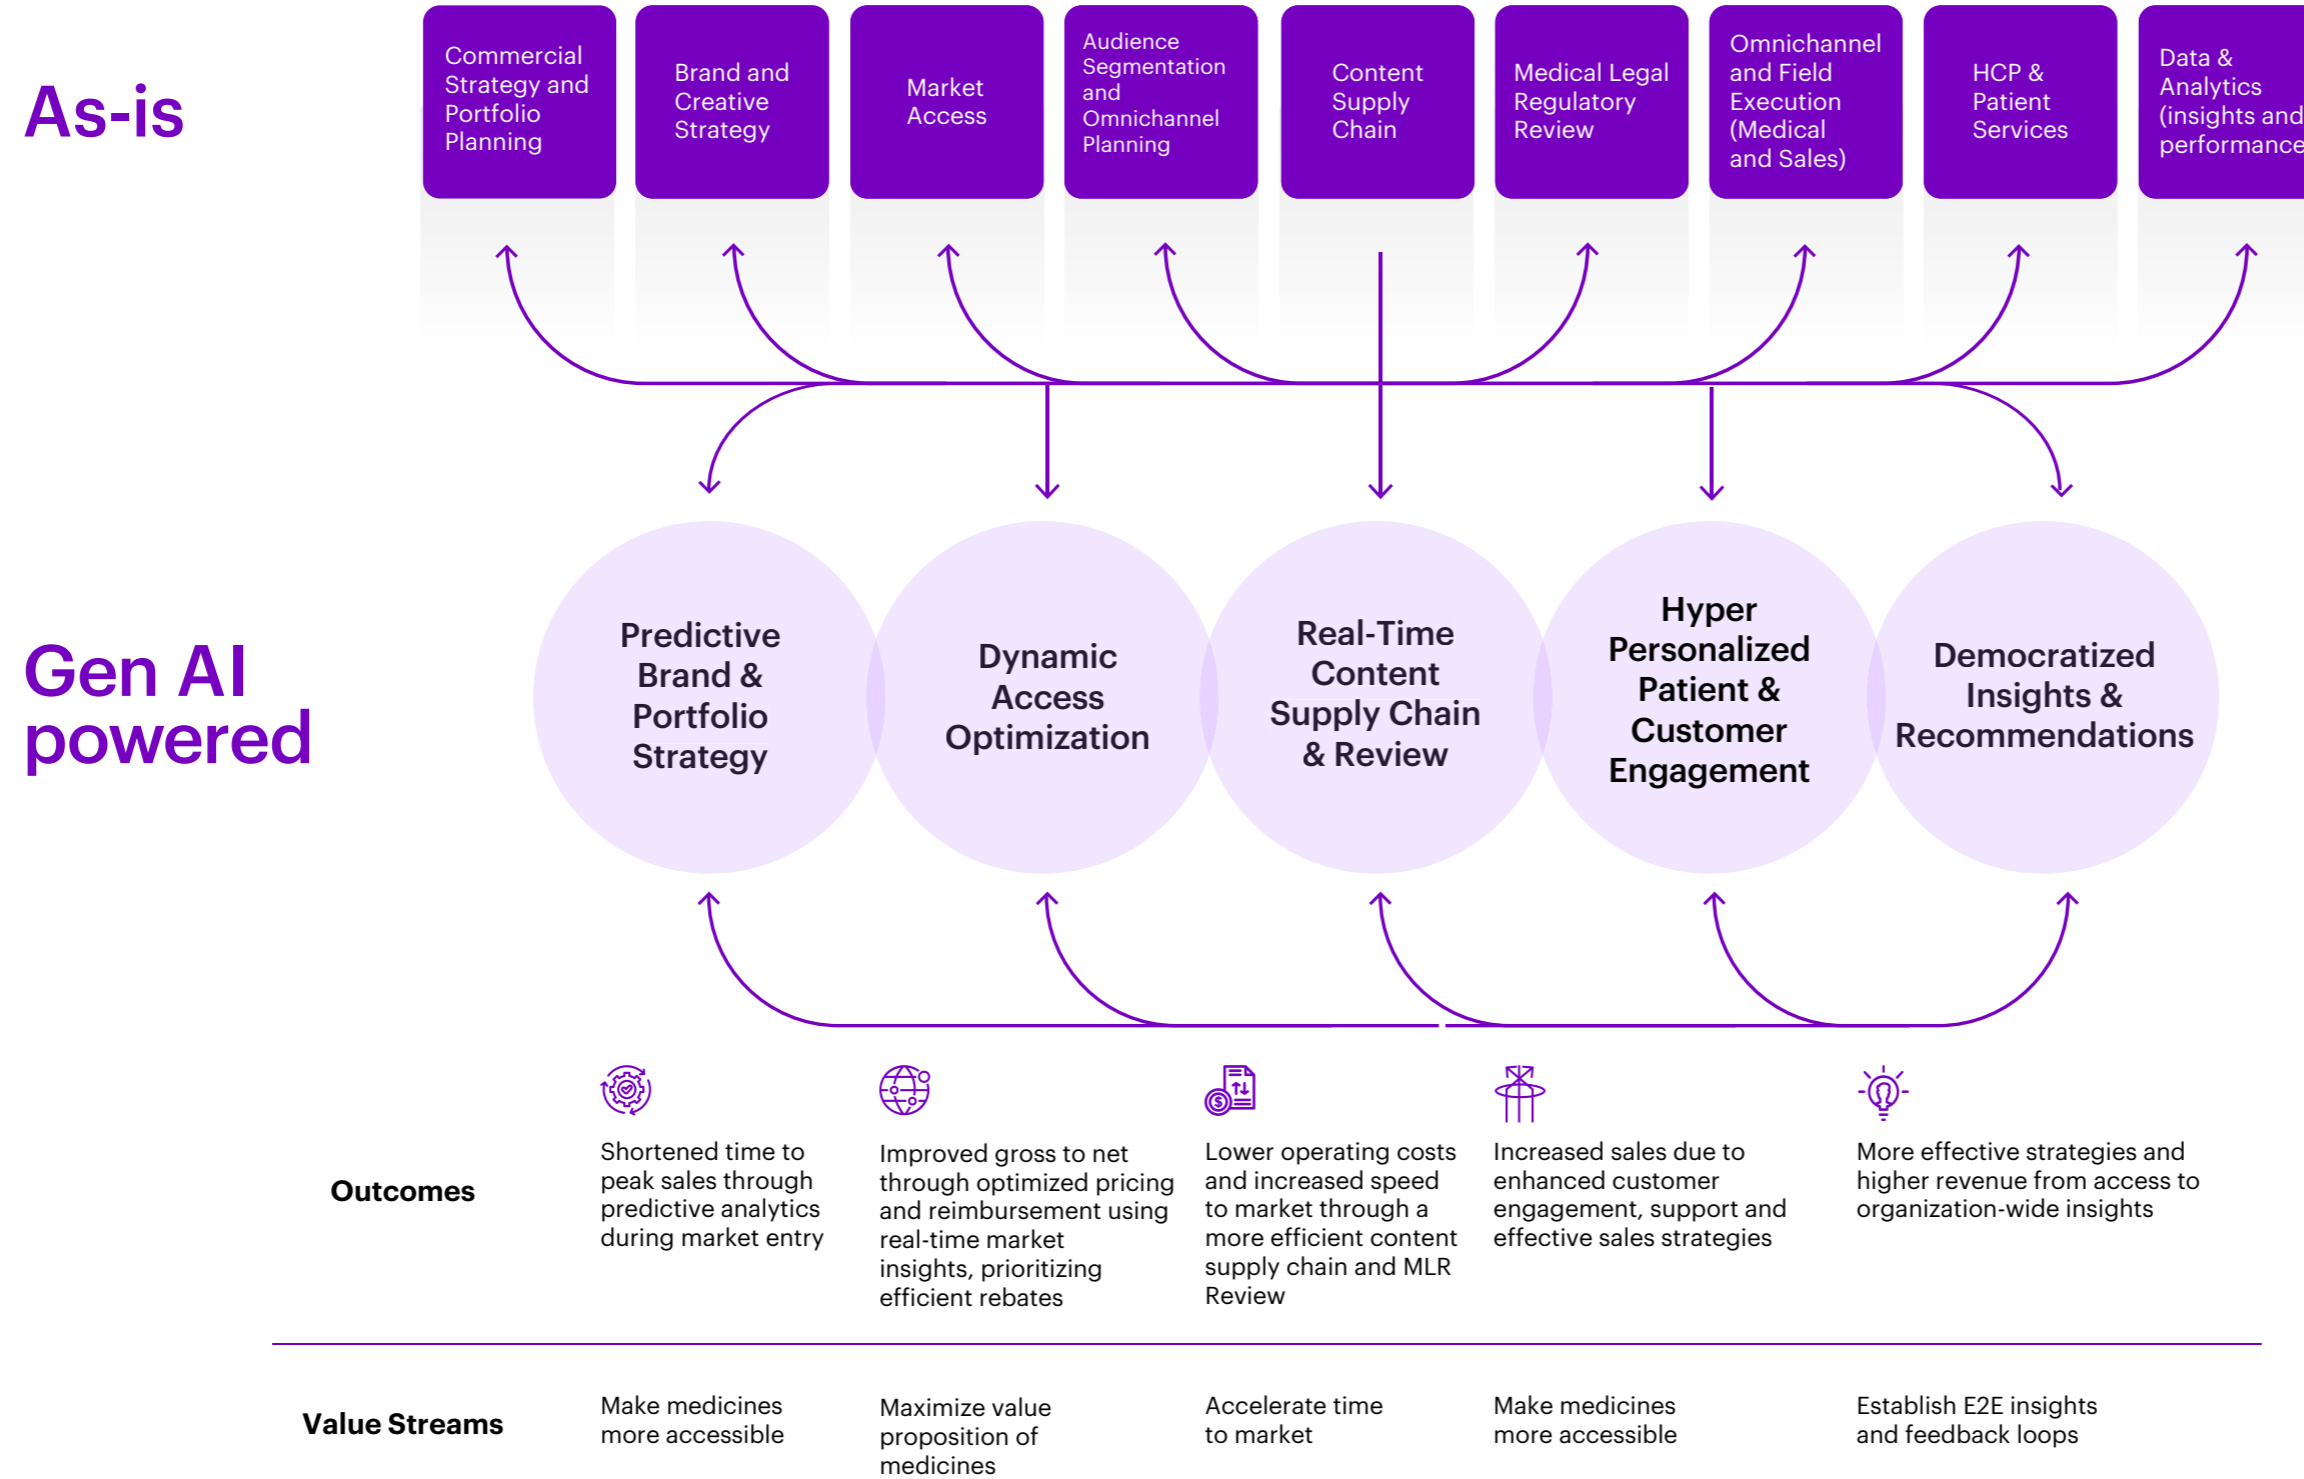 As-is
Commercial
Strategy and
Portfolio
Planning
Brand and
Creative
Strategy
Market
Access
Audience
Segmentation
and
Omnichannel
Planning
Content
Supply
Chain
Medical Legal
Regulatory
Review
Omnichannel
and Field
Execution
(Medical
and Sales)
HCP &
Patient
Services
Data &
Analytics
(insights and
performance
Gen AI
powered
Predictive
Brand &
Portfolio
Strategy
Dynamic
Access
Optimization
Real-Time
Content
Supply Chain
& Review
Hyper
Personalized
Patient &
Customer
Engagement
Democratized
Insights &
Recommendations
Outcomes
Shortened time to
peak sales through
predictive analytics
during market entry
Improved gross to net
through optimized pricing
and reimbursement using
real-time market
insights, prioritizing
efficient rebates
$
Lower operating costs
and increased speed
to market through a
more efficient content
supply chain and MLR
Review
Increased sales due to
enhanced customer
engagement, support and
effective sales strategies
More effective strategies and
higher revenue from access to
organization-wide insights
Value Streams
Make medicines
more accessible
Maximize value
proposition of
medicines
Accelerate time
to market
Make medicines
more accessible
Establish E2E insights
and feedback loops